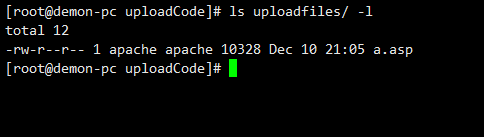 [root@demon-pc uploadCode]# ls uploadfiles/ -l
total 12
-rw-r--r-- 1 apache apache 10328 Dec 10 21:05 a.asp
[root@demon-pc uploadCode]#